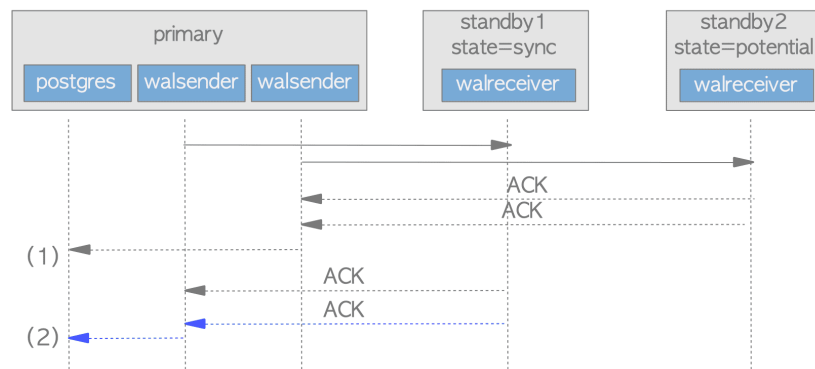 primary
standby1
state=sync
standby2
state=potential
postgres
walsender
walsender
walreceiver
walreceiver
ACK
ACK
(1)
ACK
ACK
(2)